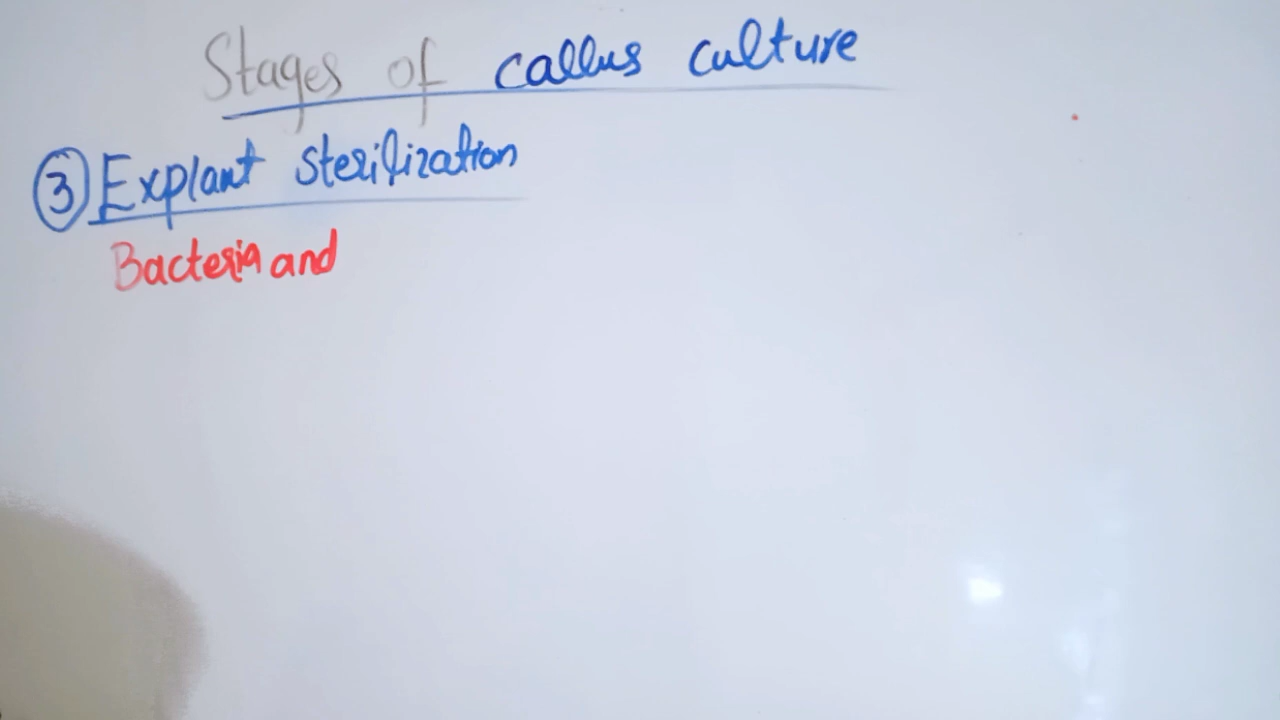 Stages of callus culture
③ Explant sterilization
Bacteria and